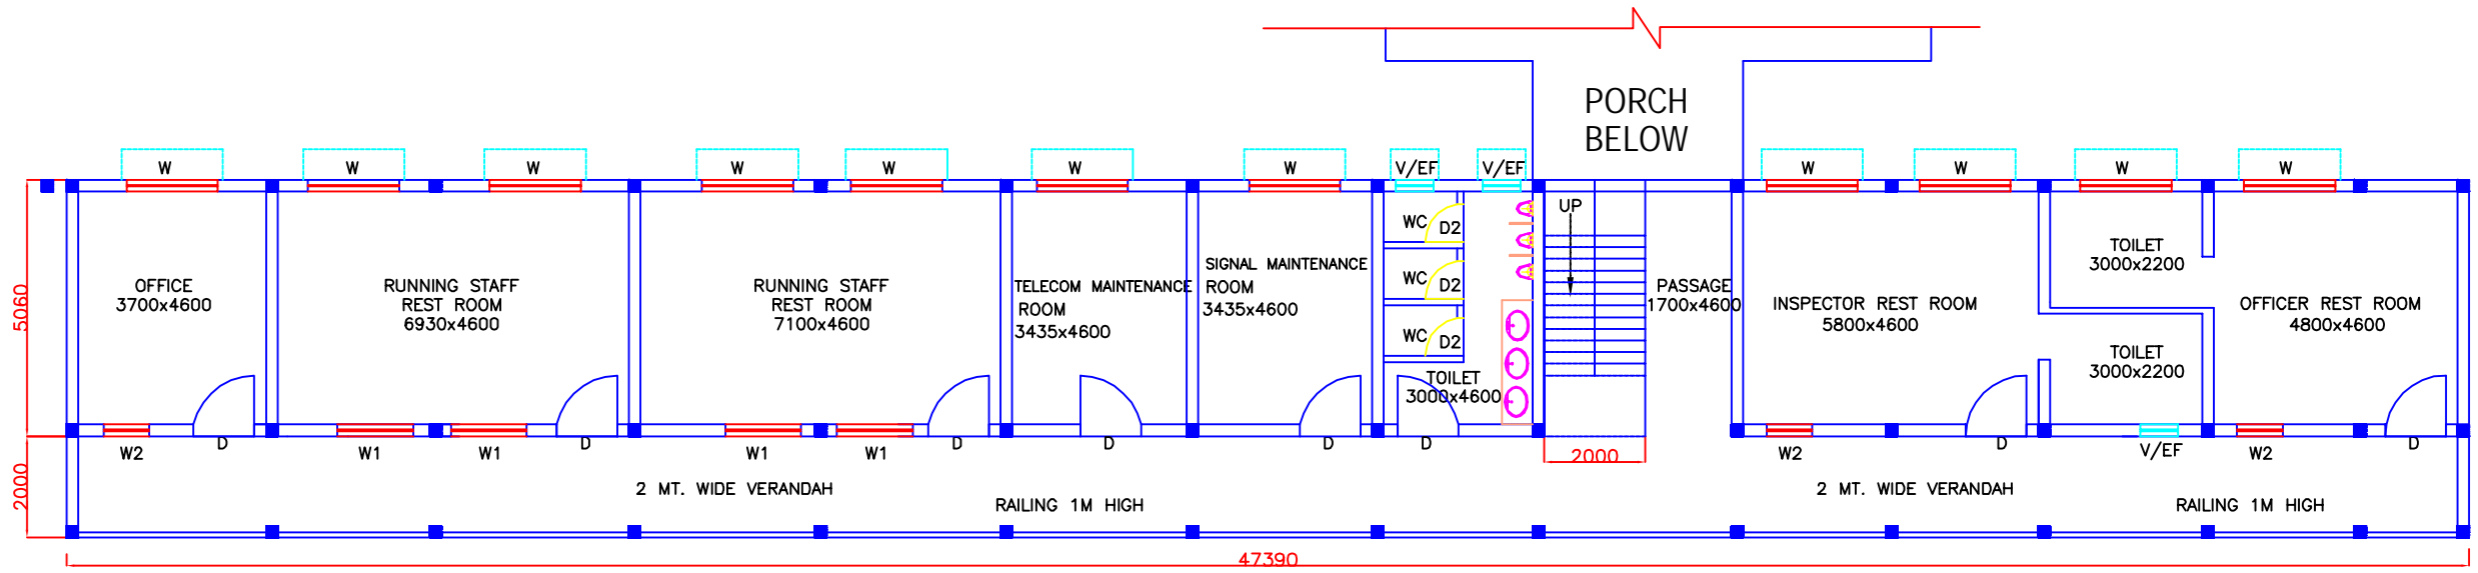 PORCH
BELOW
W
W
W
W
W
W
W
V/EF
V/EF
W
W
W
W
UP
WC
D2
WC
D2
WC
D2
OFFICE
3700x4600
RUNNING STAFF
REST ROOM
6930x4600
RUNNING STAFF
REST ROOM
7100x4600
TELECOM MAINTENANCE
ROOM
3435x4600
SIGNAL MAINTENANCE
ROOM
3435x4600
TOILET
3000x4600
PASSAGE
1700x4600
INSPECTOR REST ROOM
5800x4600
TOILET
3000x2200
TOILET
3000x2200
OFFICER REST ROOM
4800x4600
5060
2000
W2
D
W1
W1
D
W1
W1
D
D
D
D
2000
W2
D
V/EF
W2
D
2 MT. WIDE VERANDAH
RAILING 1M HIGH
2 MT. WIDE VERANDAH
RAILING 1M HIGH
47390